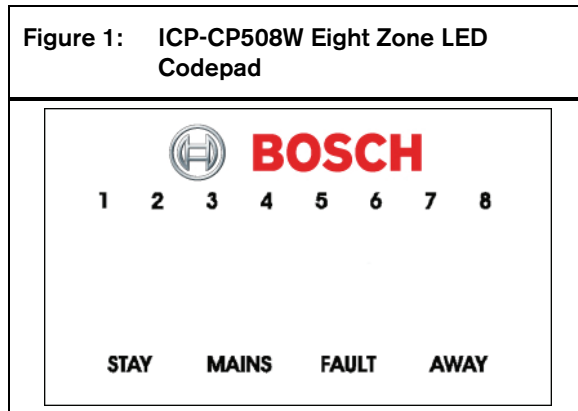 Figure 1: ICP-CP508W Eight Zone LED
Codepad
BOSCH
1 2 3 4 5 6 7 8
STAY MAINS FAULT AWAY